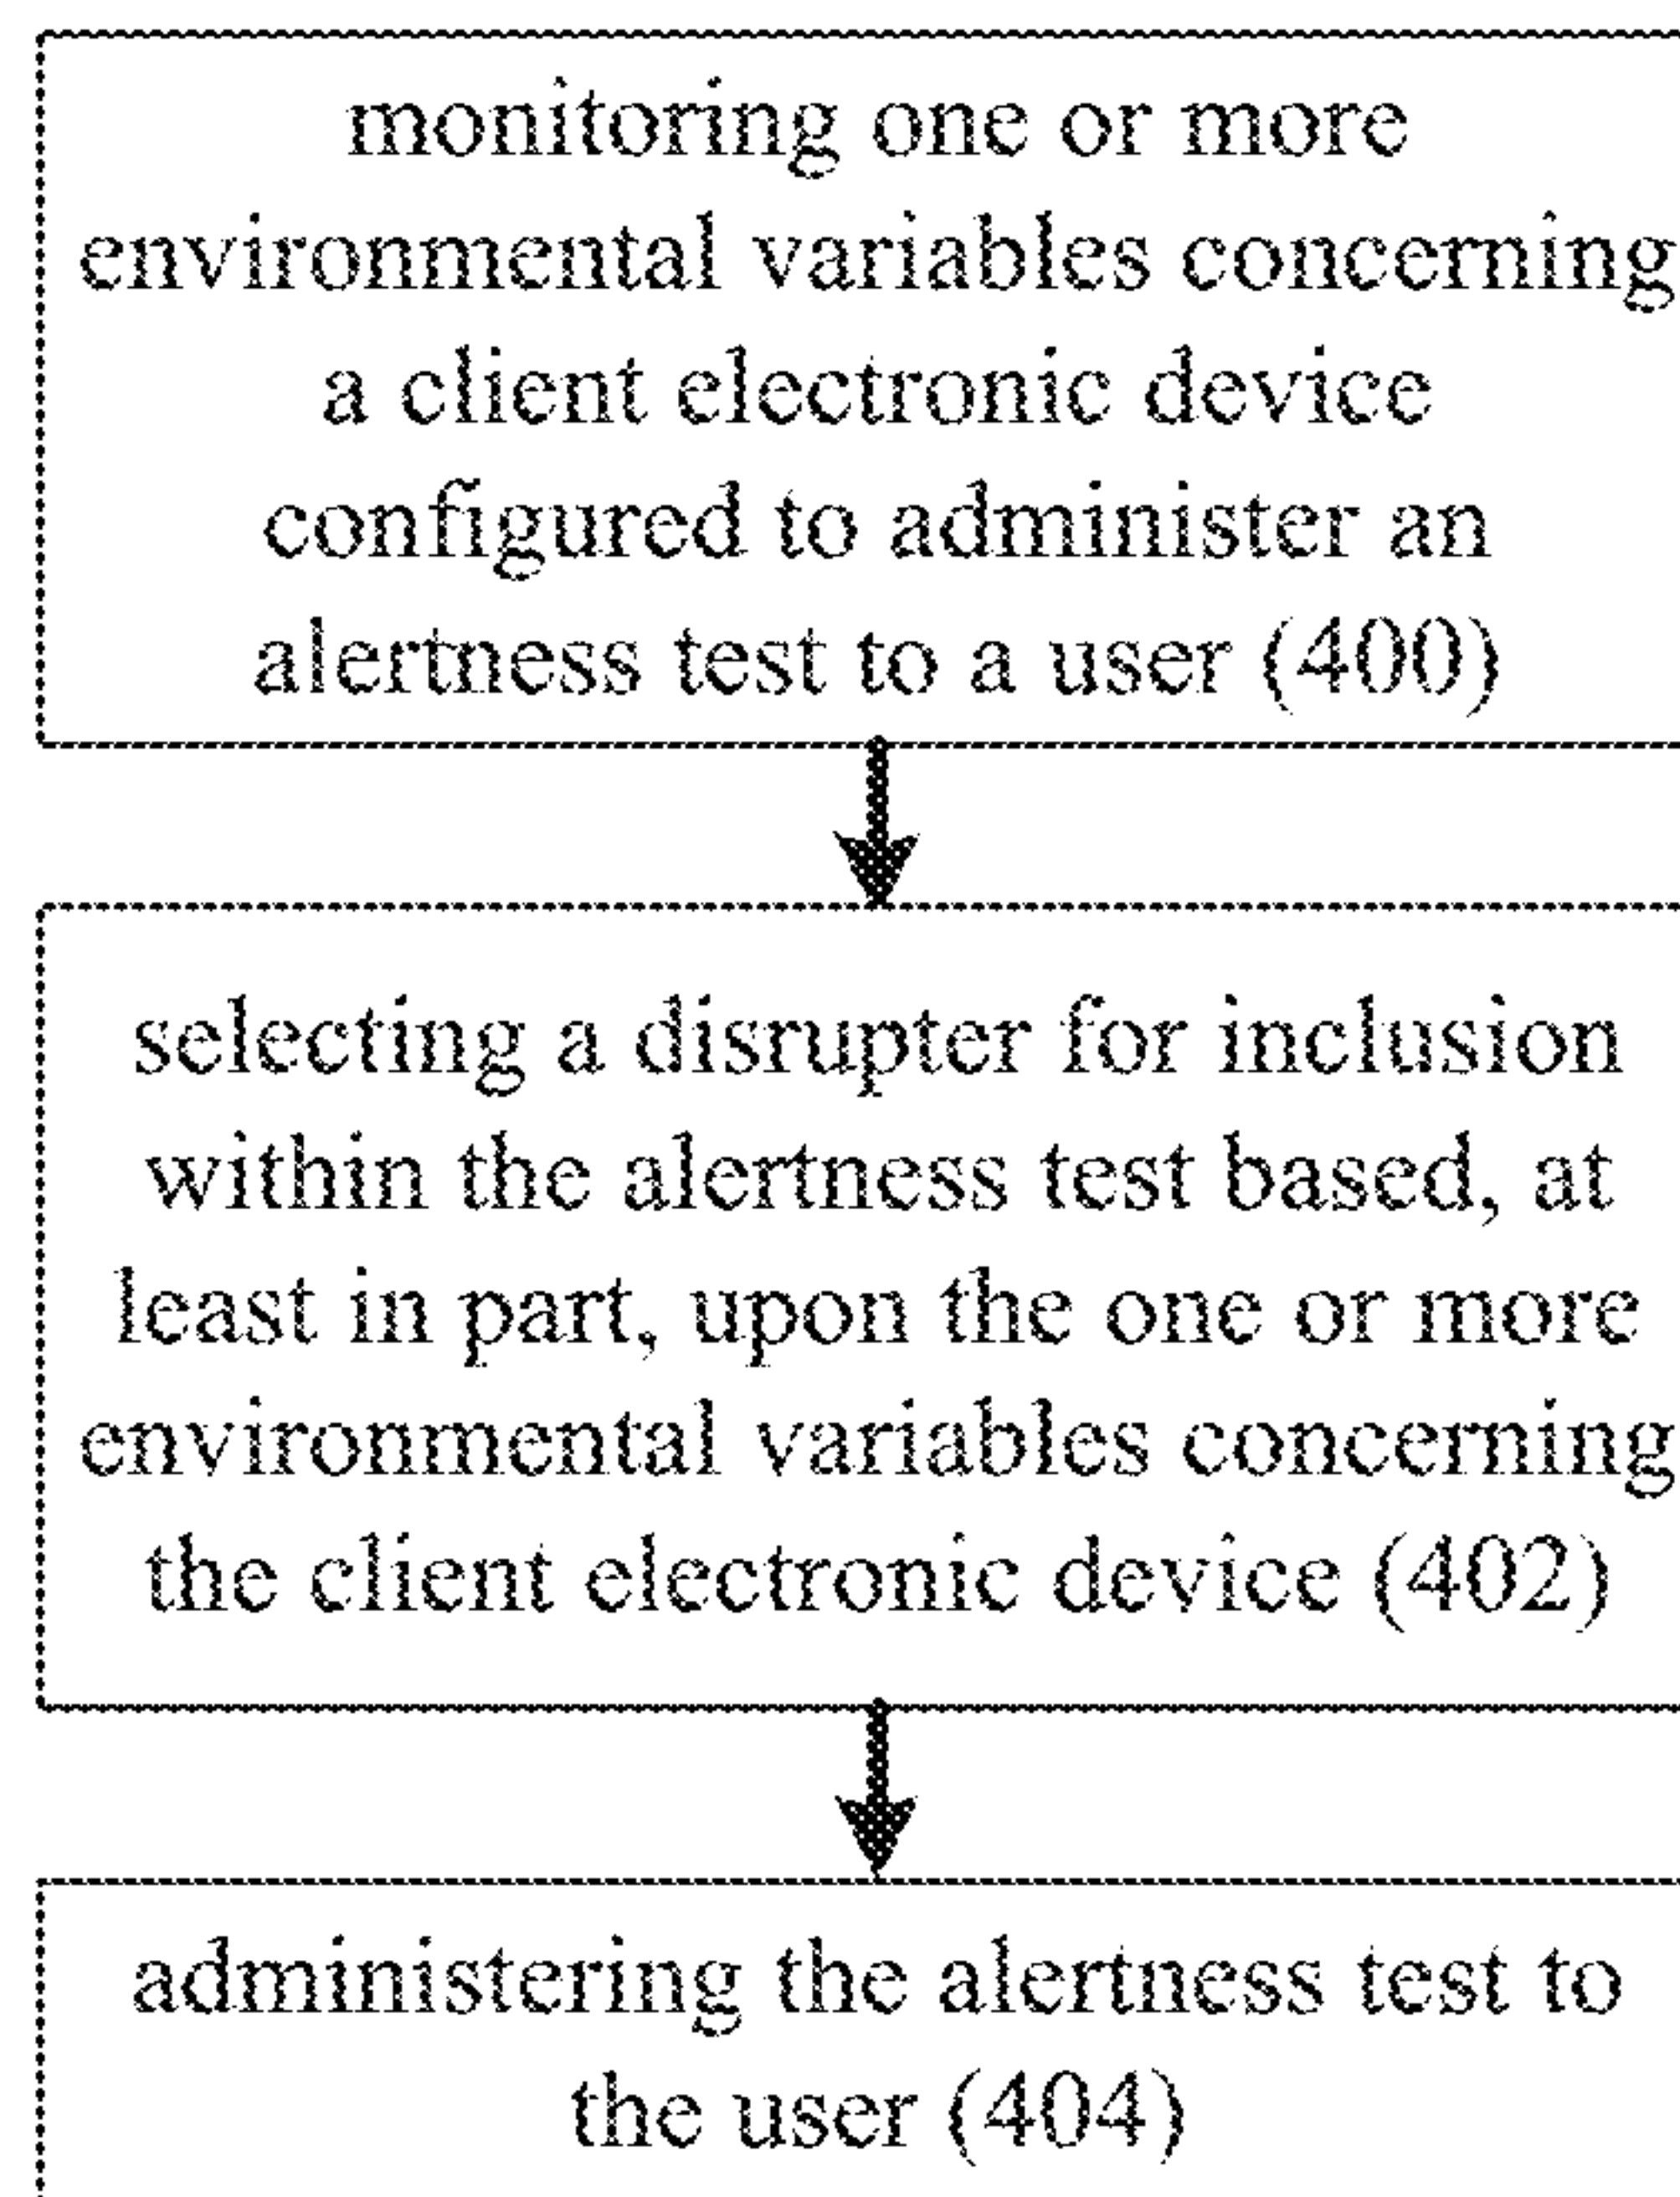 monitoring one or more
environmental variables concerning
a client electronic device
configured to administer an
alertness test to a user (400)
selecting a disrupter for inclusion
within the alertness test based, at
least in part, upon the one or more
environmental variables concerning
the client electronic device (402)
administering the alertness test to
the user (404)